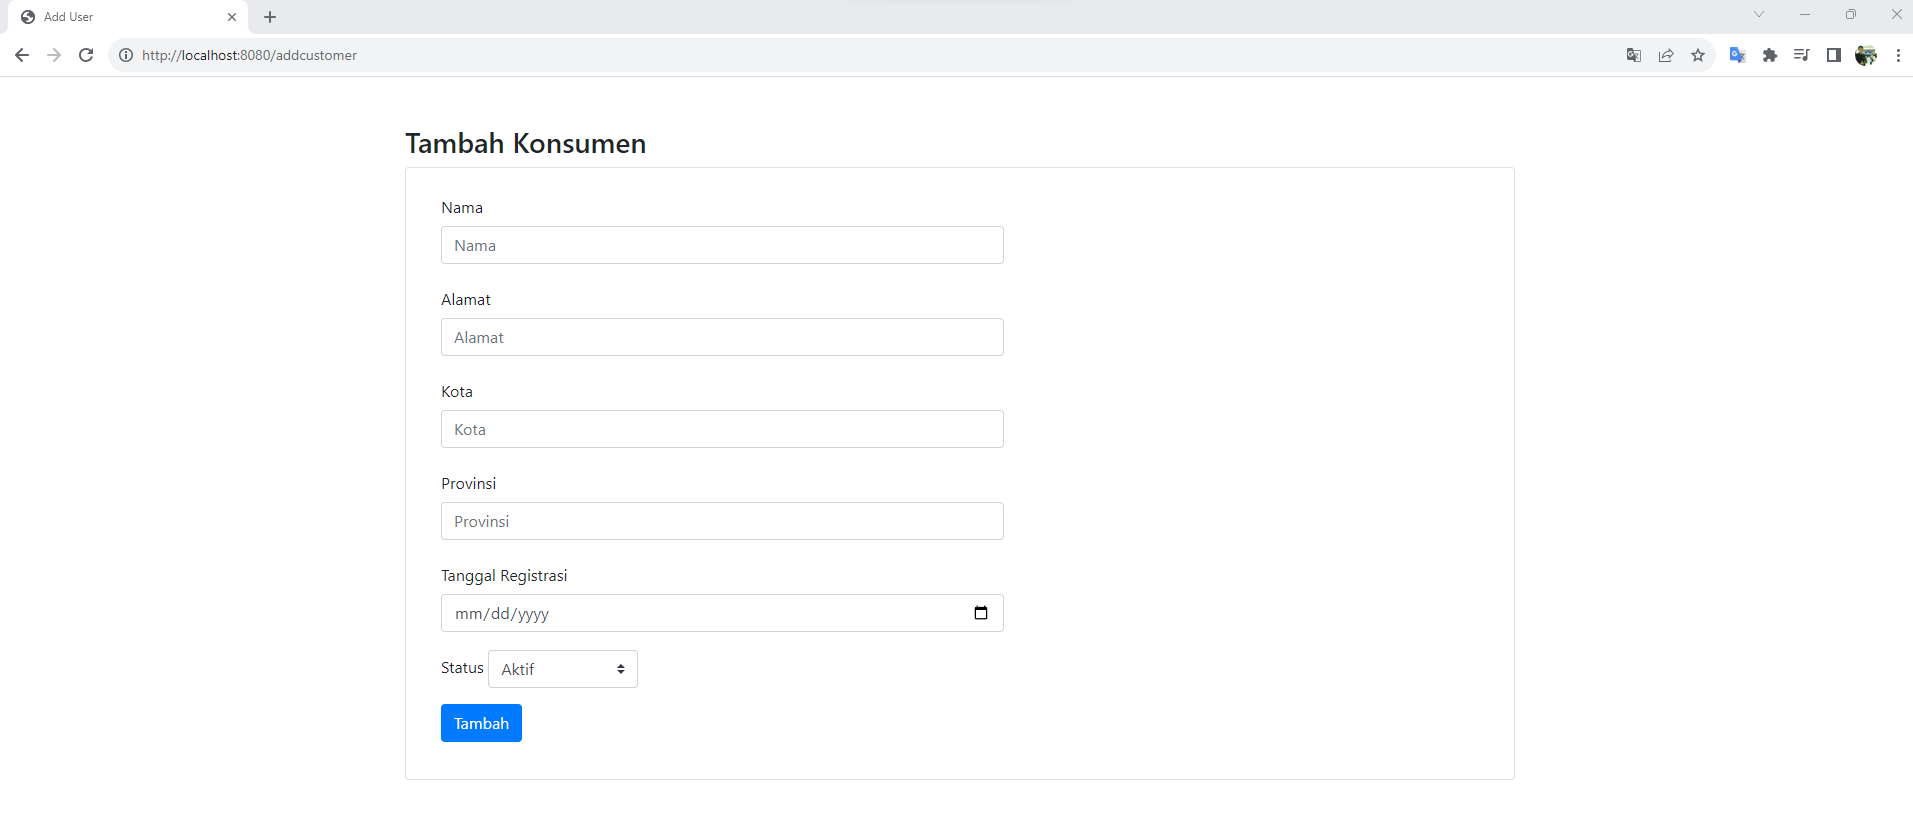 Add User
http://localhost:8080/addcustomer
Tambah Konsumen
Nama
Nama
Alamat
Alamat
Kota
Kota
Provinsi
Provinsi
Tanggal Registrasi
mm/dd/yyyy
Status Aktif
Tambah